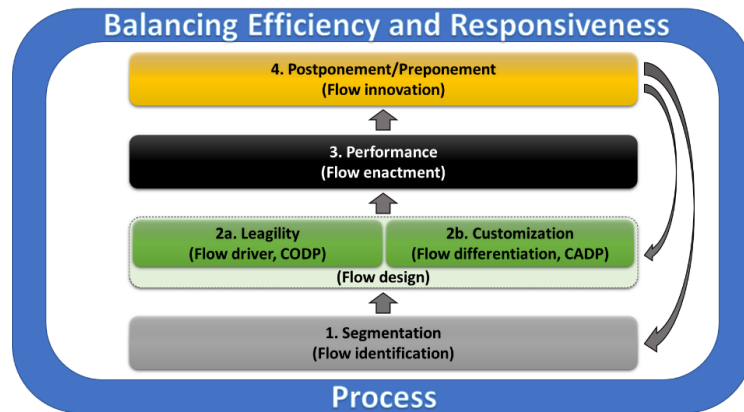 Balancing Efficiency and Responsiveness
4. Postponement/Preponement
(Flow innovation)
3. Performance
(Flow enactment)
2a. Leagility
(Flow driver, CODP)
2b. Customization
(Flow differentiation, CADP)
(Flow design)
1. Segmentation
(Flow identification)
Process